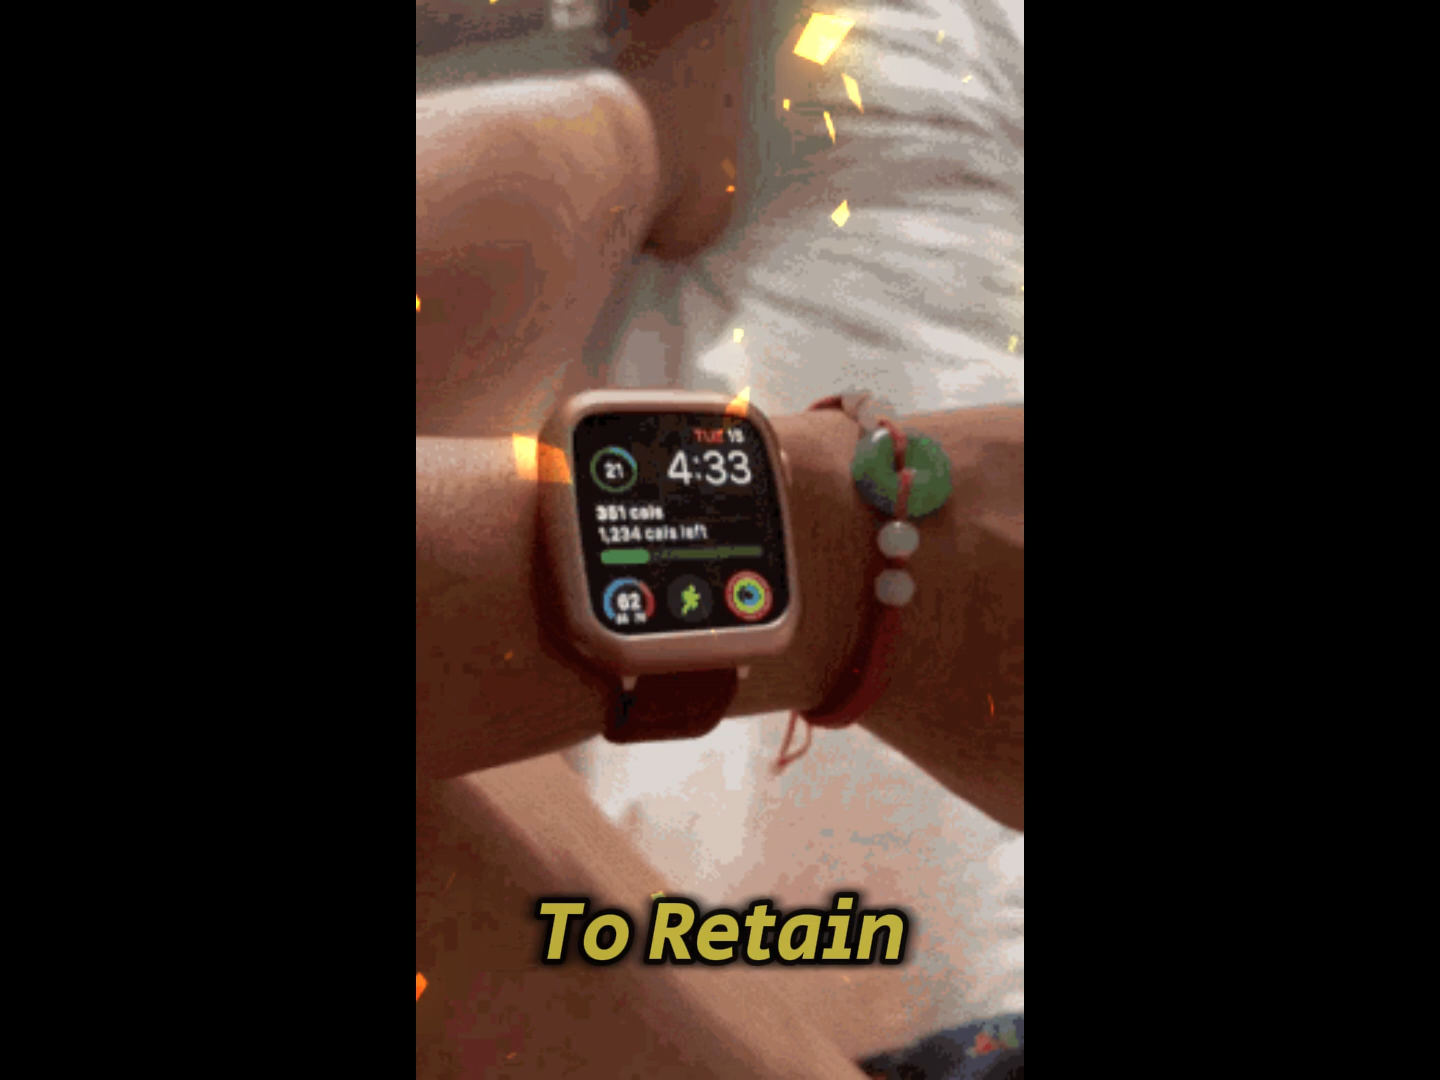 TUE 15
21
4:33
351 cals
1,234 cals left
62
To Retain